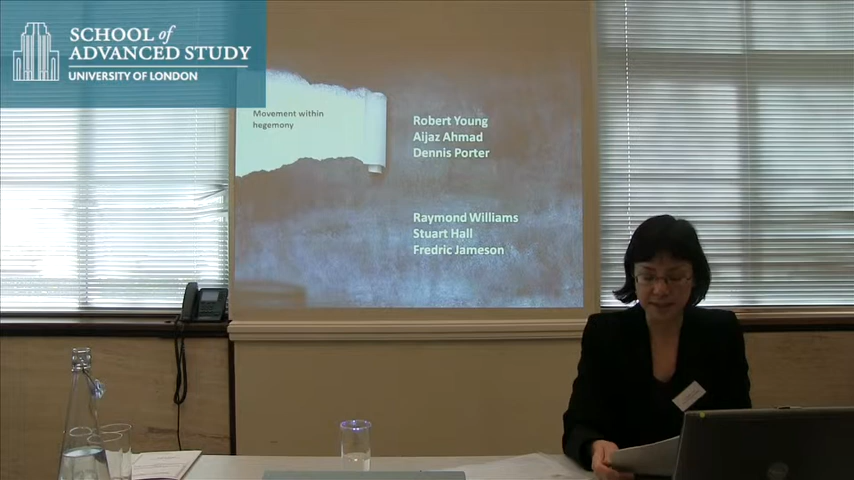 SCHOOL of
ADVANCED STUDY
UNIVERSITY OF LONDON
Movement within
hegemony
Robert Young
Aijaz Ahmad
Dennis Porter
Raymond Williams
Stuart Hall
Fredric Jameson